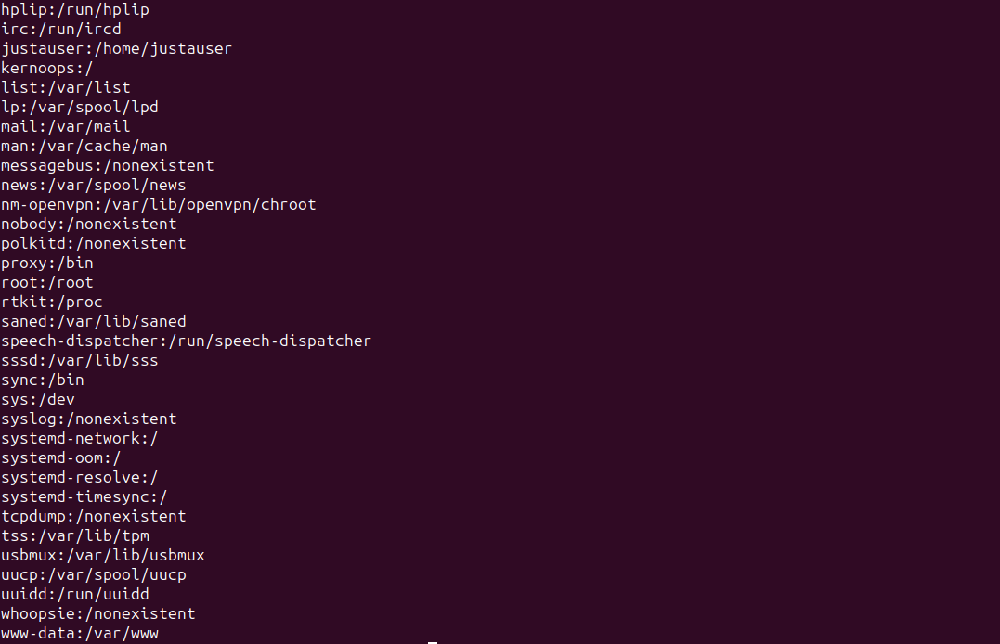 hplip:/run/hplip
irc:/run/ircd
justauser:/home/justauser
kernoops:/
list:/var/list
lp:/var/spool/lpd
mail:/var/mail
man:/var/cache/man
messagebus:/nonexistent
news:/var/spool/news
nm-openvpn:/var/lib/openvpn/chroot
nobody:/nonexistent
polkitd:/nonexistent
proxy:/bin
root:/root
rtkit:/proc
saned:/var/lib/saned
speech-dispatcher:/run/speech-dispatcher
sssd:/var/lib/sss
sync:/bin
sys:/dev
syslog:/nonexistent
systemd-network:/
systemd-oom:/
systemd-resolve:/
systemd-timesync:/
tcpdump:/nonexistent
tss:/var/lib/tpm
usbmux:/var/lib/usbmux
uucp:/var/spool/uucp
uuidd:/run/uuidd
whoopsie:/nonexistent
www-data:/var/www